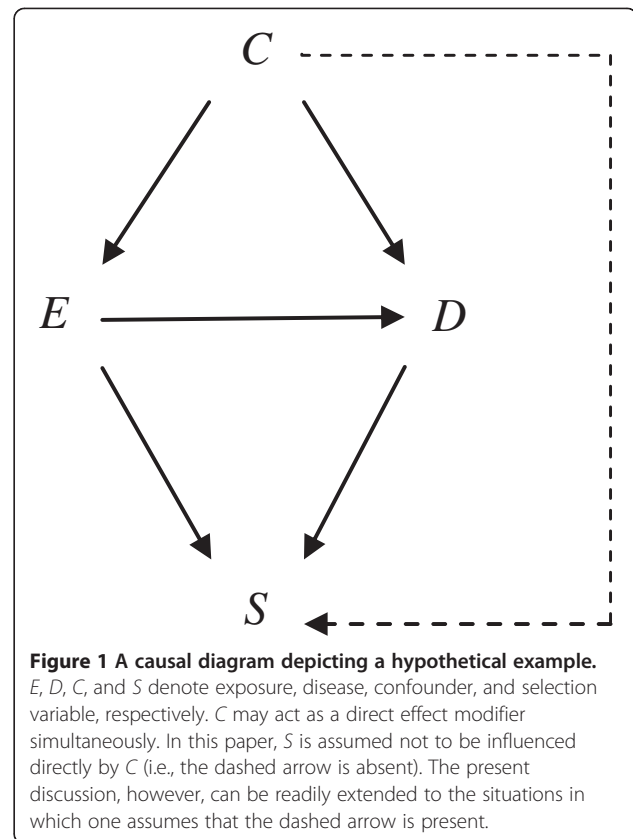 C
E
D
S
Figure 1 A causal diagram depicting a hypothetical example.
E, D, C, and S denote exposure, disease, confounder, and selection
variable, respectively. C may act as a direct effect modifier
simultaneously. In this paper, S is assumed not to be influenced
directly by C (i.e., the dashed arrow is absent). The present
discussion, however, can be readily extended to the situations in
which one assumes that the dashed arrow is present.